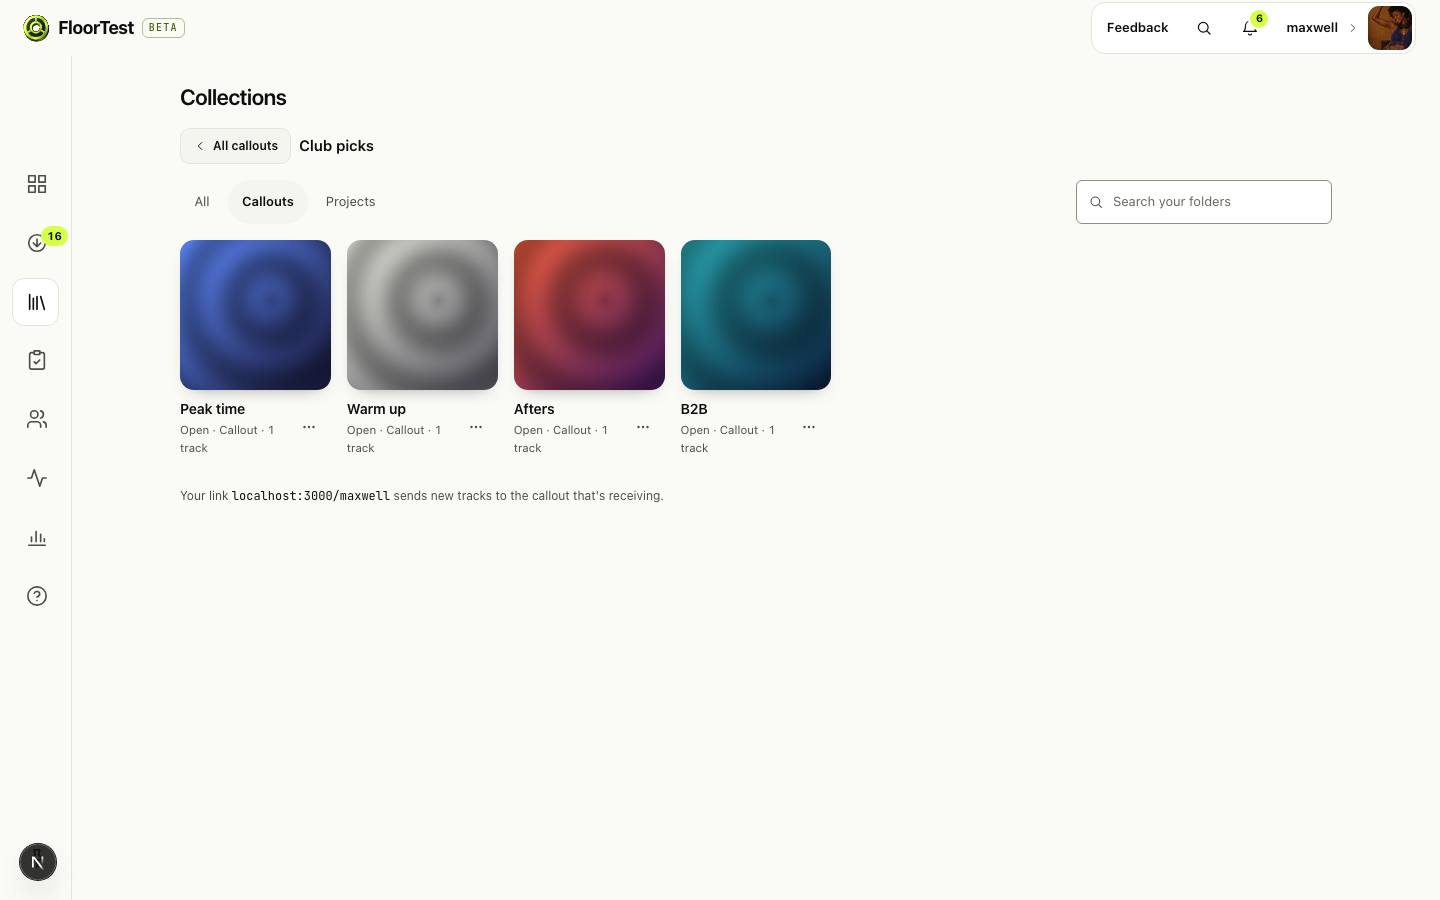 FloorTest BETA
Feedback 6 maxwell
Collections
All callouts Club picks
All Callouts Projects Search your folders
16
Peak time Warm up Afters B2B
Open · Callout · 1 Open · Callout · 1 Open · Callout · 1 Open · Callout · 1
track track track track
Your link localhost:3000/maxwell sends new tracks to the callout that's receiving.
N